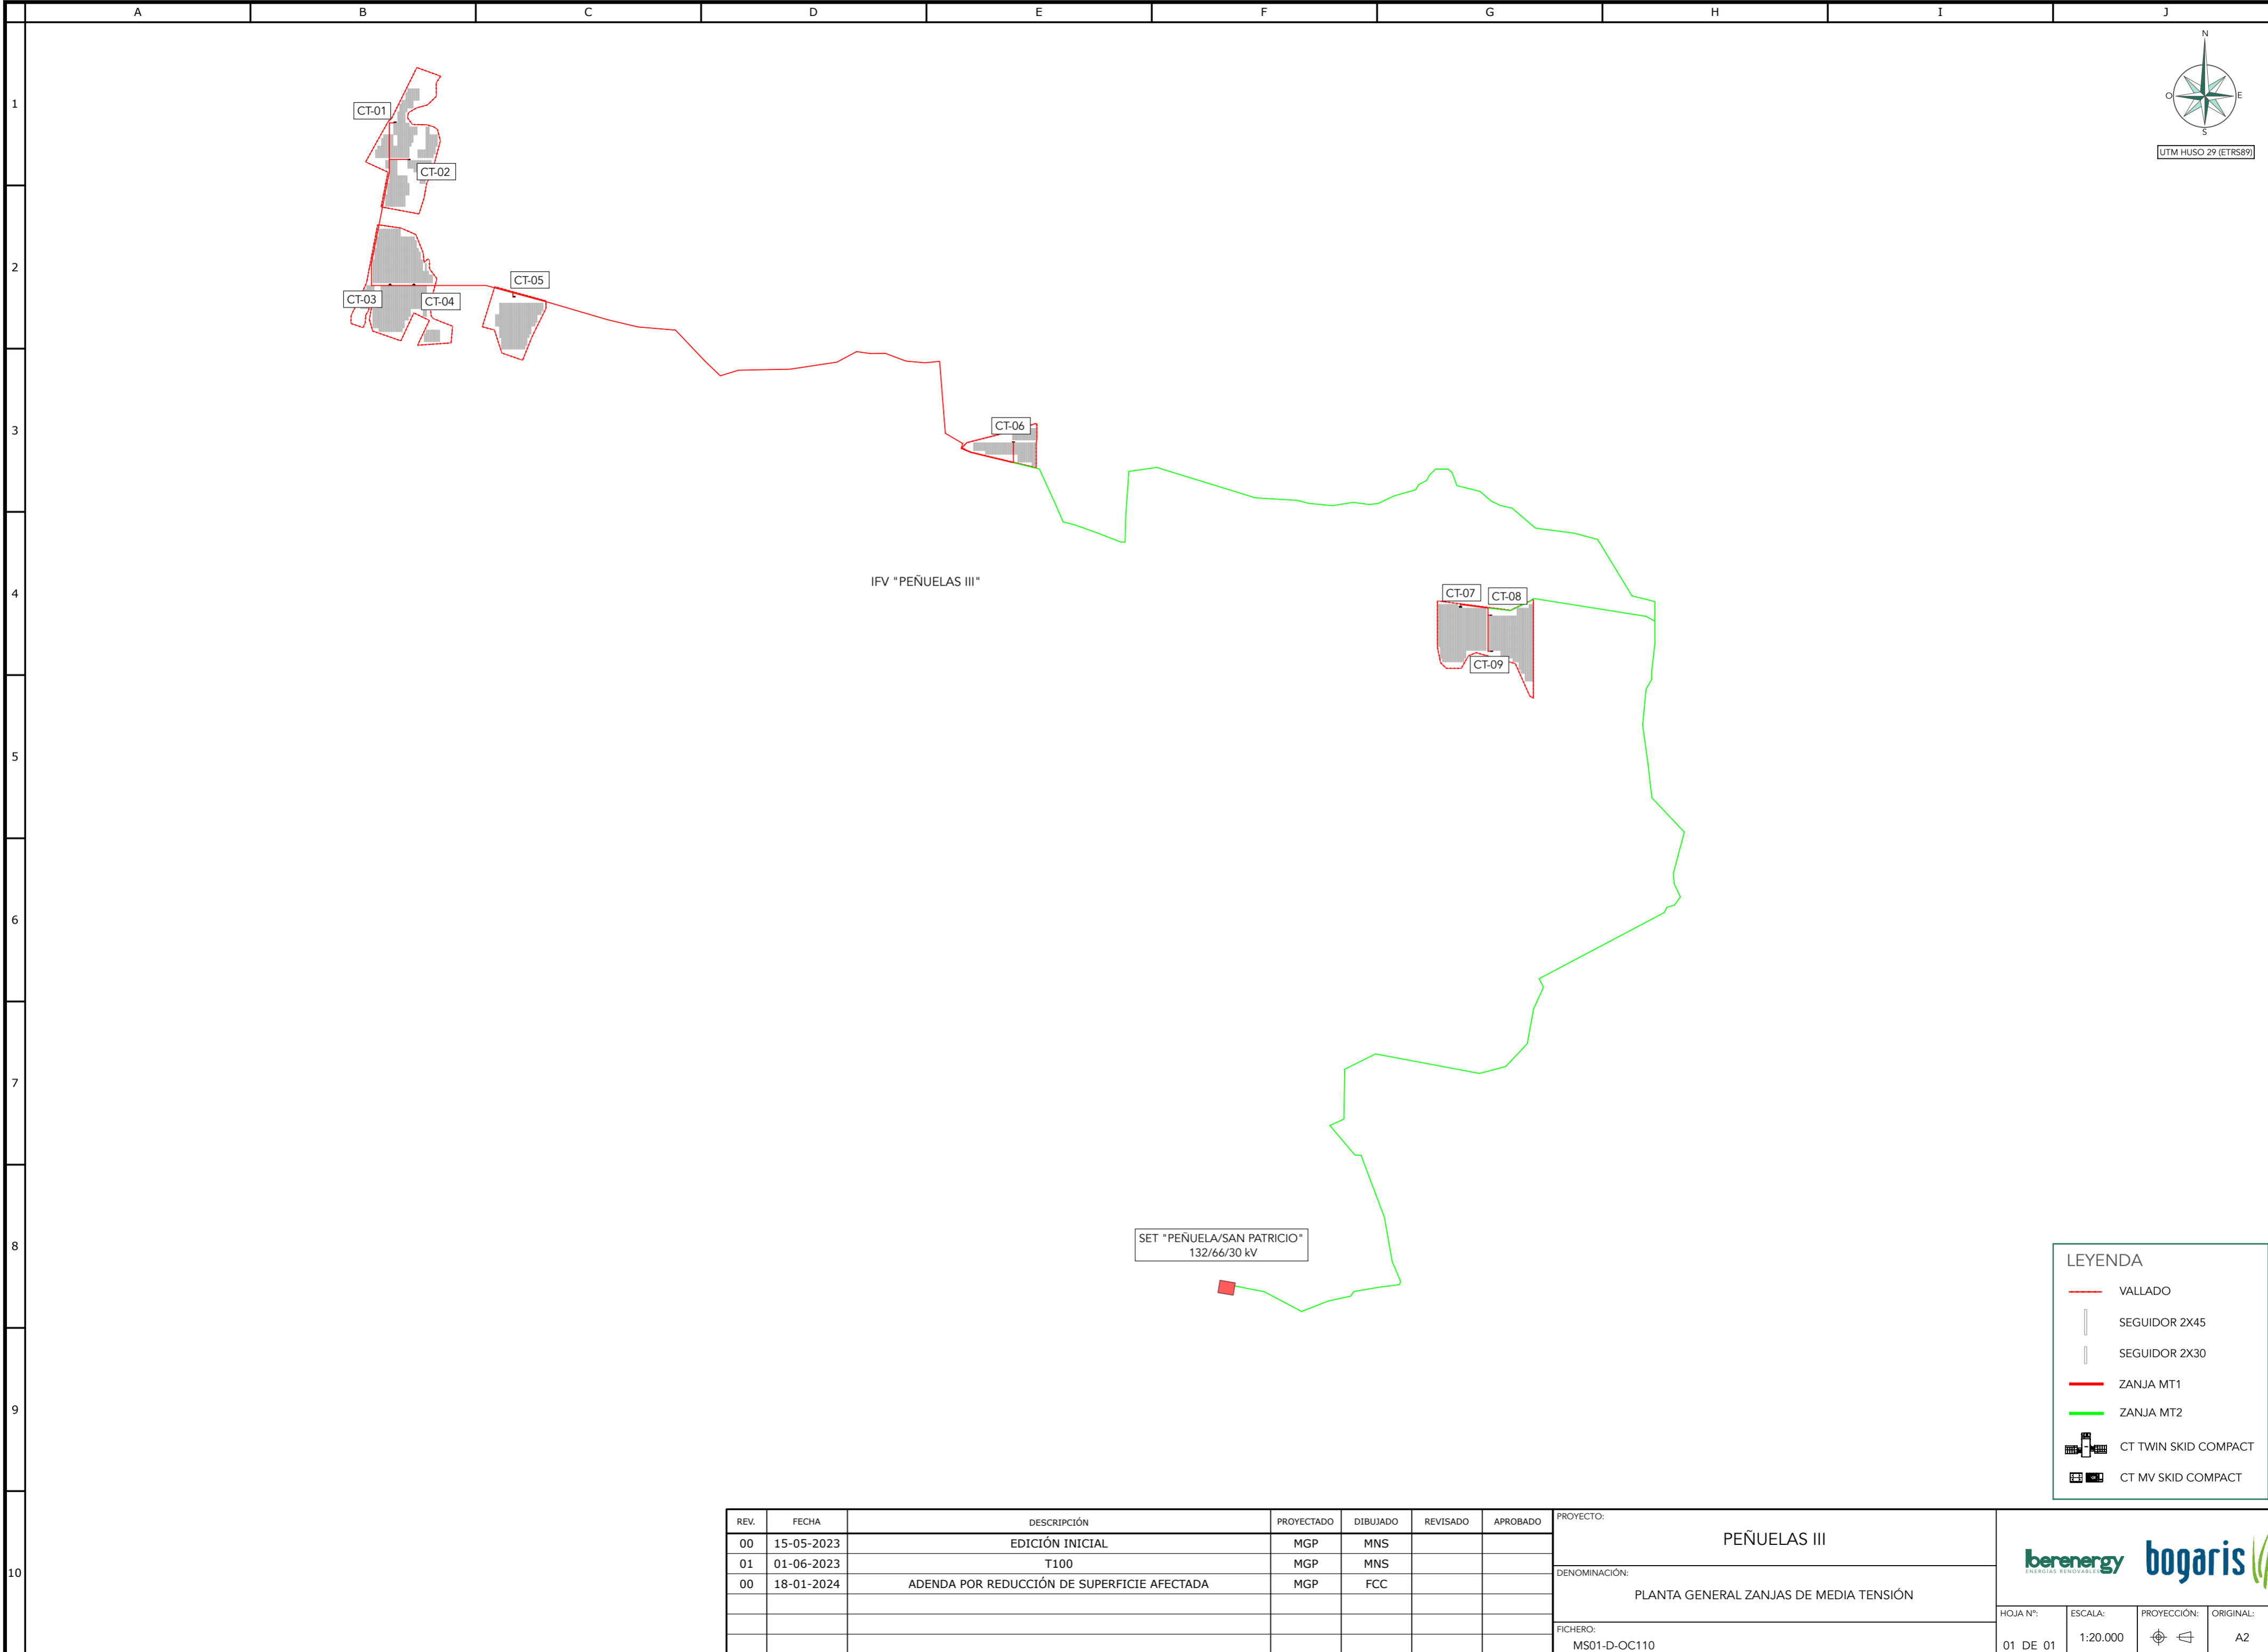 A B C D E F G H I J
1
2
3
4
5
6
7
8
9
10
N
O E
S
UTM HUSO 29 (ETRS89)
CT-01
CT-02
CT-03
CT-04
CT-05
CT-06
IFV "PEÑUELAS III"
CT-07
CT-08
CT-09
SET "PEÑUELA/SAN PATRICIO"
132/66/30 kV
LEYENDA
VALLADO
SEGUIDOR 2X45
SEGUIDOR 2X30
ZANJA MT1
ZANJA MT2
CT TWIN SKID COMPACT
CT MV SKID COMPACT
REV. FECHA DESCRIPCIÓN PROYECTADO DIBUJADO REVISADO APROBADO
00 15-05-2023 EDICIÓN INICIAL MGP MNS
01 01-06-2023 T100 MGP MNS
00 18-01-2024 ADENDA POR REDUCCIÓN DE SUPERFICIE AFECTADA MGP FCC
PROYECTO:
PEÑUELAS III
DENOMINACIÓN:
PLANTA GENERAL ZANJAS DE MEDIA TENSIÓN
FICHERO:
MS01-D-OC110
Iberenergy
ENERGÍAS RENOVABLES
bogaris
HOJA Nº:
01 DE 01
ESCALA:
1:20.000
PROYECCIÓN:
ORIGINAL:
A2